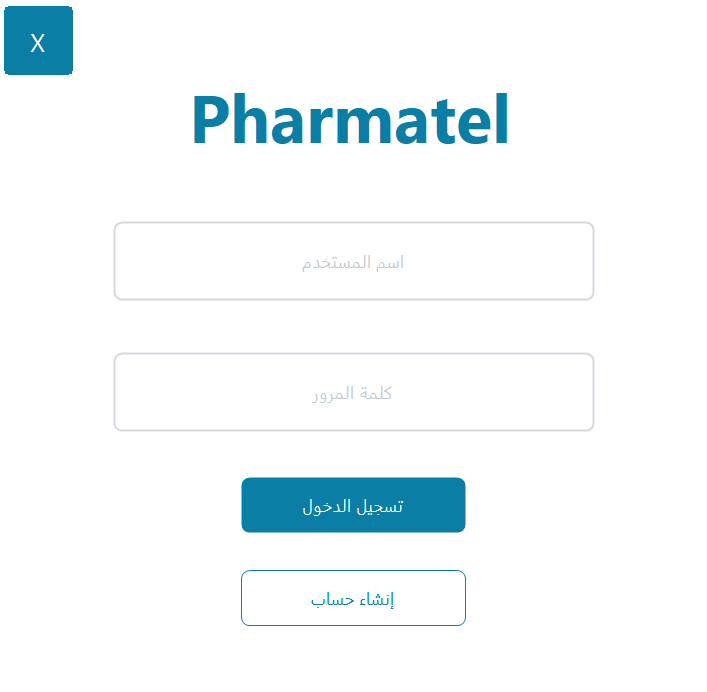 X
Pharmatel
اسم المستخدم
كلمة المرور
تسجيل الدخول
إنشاء حساب